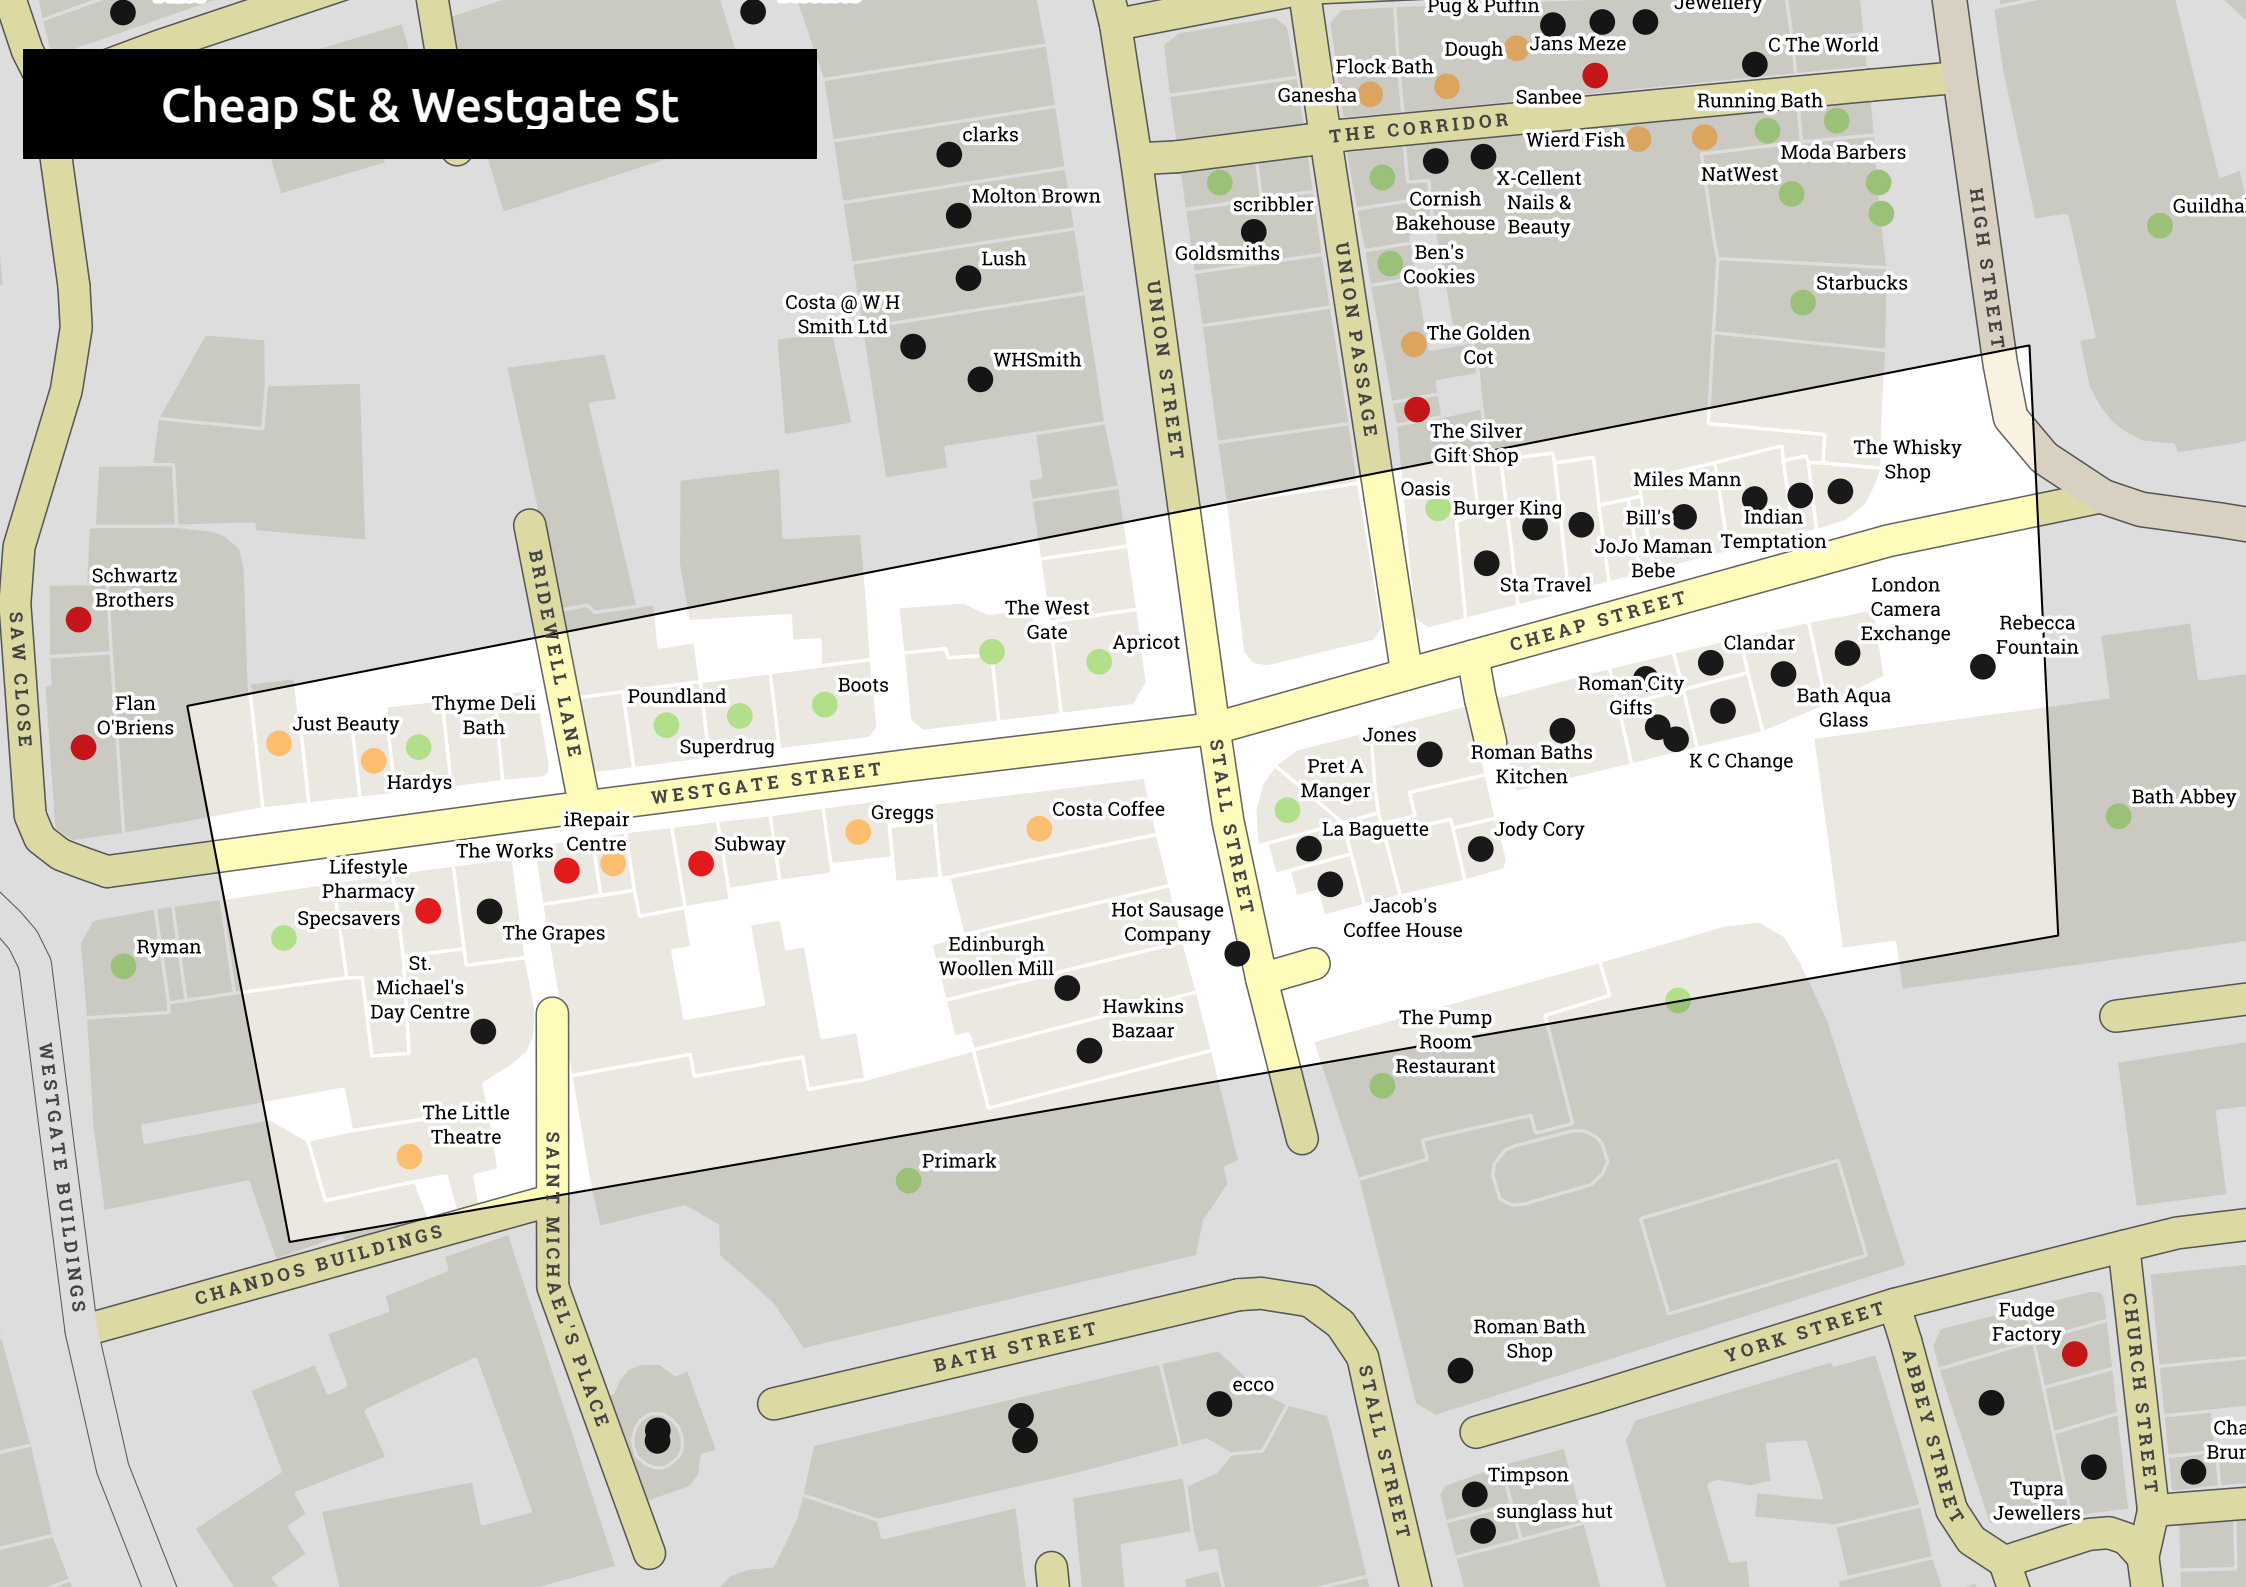 Cheap St & Westgate St
Pug & Puffin
Jewellery
Dough
Jans Meze
C The World
Flock Bath
Ganesha
Sanbee
Running Bath
THE CORRIDOR
Wierd Fish
Moda Barbers
clarks
X-Cellent
Nails &
Beauty
NatWest
Molton Brown
scribbler
Cornish
Bakehouse
HIGH STREET
Guildha
Lush
Goldsmiths
Ben's
Cookies
Costa @ W H
Smith Ltd
UNION STREET
UNION PASSAGE
Starbucks
WHSmith
The Golden
Cot
The Silver
Gift Shop
The Whisky
Shop
Oasis
Burger King
Miles Mann
Bill's
Indian
Temptation
JoJo Maman
Bebe
Sta Travel
Schwartz
Brothers
SAW CLOSE
BRIDEWELL LANE
The West
Gate
Apricot
CHEAP STREET
London
Camera
Exchange
Rebecca
Fountain
Clandar
Flan
O'Briens
Just Beauty
Thyme Deli
Bath
Hardys
Poundland
Superdrug
Boots
Roman City
Gifts
Bath Aqua
Glass
Jones
Roman Baths
Kitchen
K C Change
WESTGATE STREET
STALL STREET
Pret A
Manger
Bath Abbey
iRepair
Centre
Greggs
Costa Coffee
La Baguette
Jody Cory
The Works
Subway
Lifestyle
Pharmacy
Specsavers
The Grapes
Hot Sausage
Company
Jacob's
Coffee House
Ryman
Edinburgh
Woollen Mill
St.
Michael's
Day Centre
Hawkins
Bazaar
The Pump
Room
Restaurant
WESTGATE BUILDINGS
The Little
Theatre
SAINT MICHAEL'S PLACE
Primark
CHANDOS BUILDINGS
BATH STREET
Roman Bath
Shop
YORK STREET
Fudge
Factory
CHURCH STREET
ABBEY STREET
STALL STREET
ecco
Cha
Brun
Timpson
sunglass hut
Tupra
Jewellers